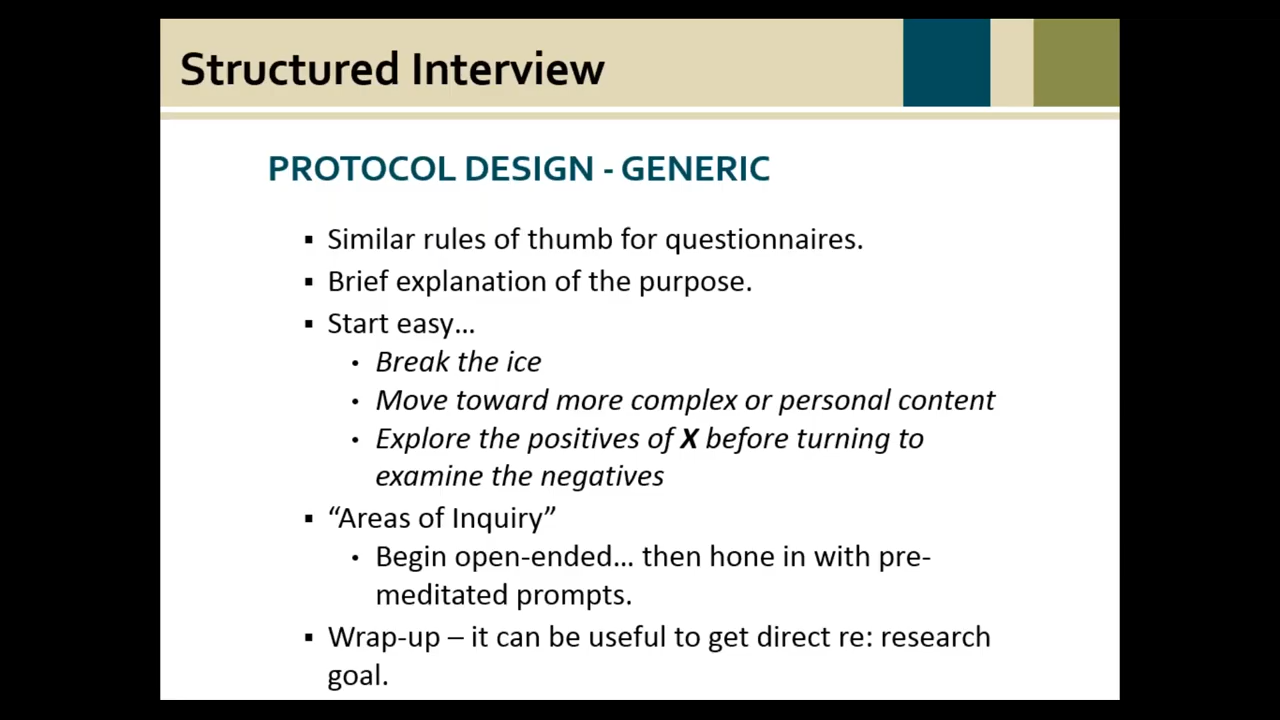 Structured Interview
PROTOCOL DESIGN - GENERIC
▪ Similar rules of thumb for questionnaires.
▪ Brief explanation of the purpose.
▪ Start easy…
• Break the ice
• Move toward more complex or personal content
• Explore the positives of X before turning to
examine the negatives
▪ “Areas of Inquiry”
• Begin open-ended… then hone in with pre-
meditated prompts.
▪ Wrap-up – it can be useful to get direct re: research
goal.